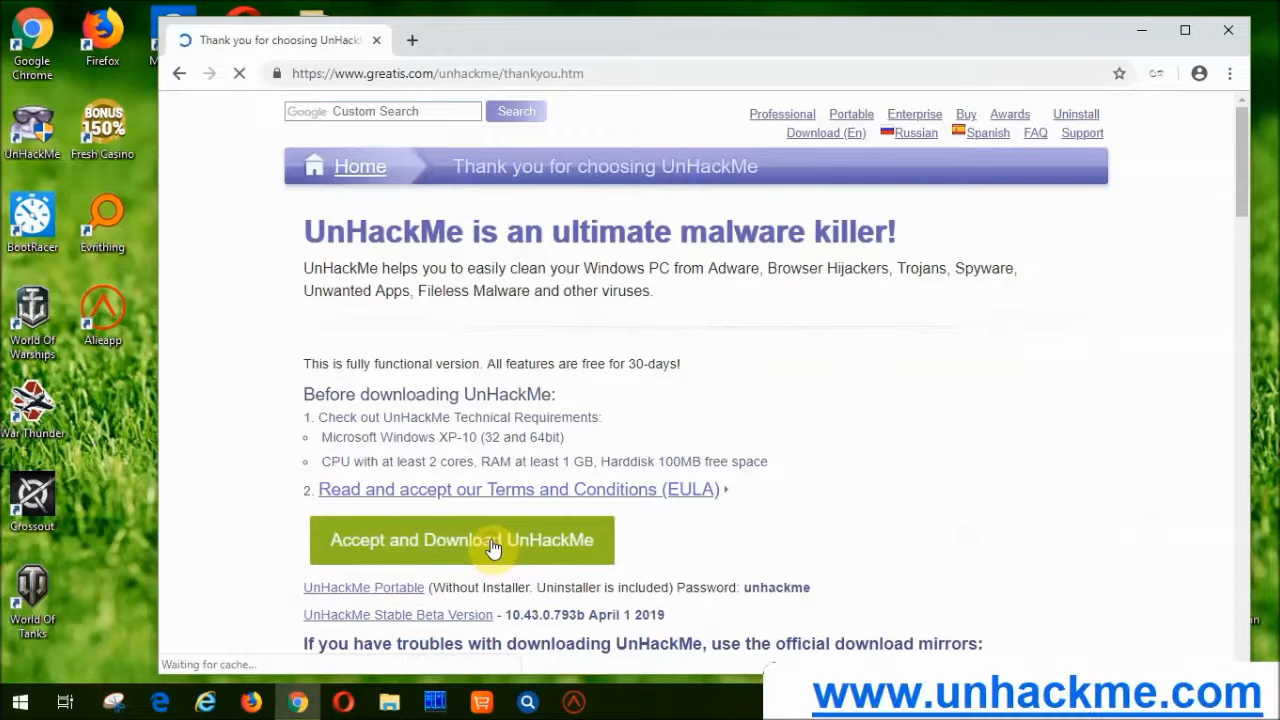 Thank you for choosing UnHack
https://www.greatis.com/unhackme/thankyou.htm
Google Custom Search
Search
Professional Portable Enterprise Buy Awards Uninstall
Download (En) Russian Spanish FAQ Support
Home Thank you for choosing UnHackMe
UnHackMe is an ultimate malware killer!
UnHackMe helps you to easily clean your Windows PC from Adware, Browser Hijackers, Trojans, Spyware,
Unwanted Apps, Fileless Malware and other viruses.
This is fully functional version. All features are free for 30-days!
Before downloading UnHackMe:
1. Check out UnHackMe Technical Requirements:
Microsoft Windows XP-10 (32 and 64bit)
CPU with at least 2 cores, RAM at least 1 GB, Harddisk 100MB free space
2. Read and accept our Terms and Conditions (EULA)
Accept and Download UnHackMe
UnHackMe Portable (Without Installer. Uninstaller is included) Password: unhackme
UnHackMe Stable Beta Version - 10.43.0.793b April 1 2019
If you have troubles with downloading UnHackMe, use the official download mirrors:
Waiting for cache...
Google
Chrome
Firefox
UnHackMe
BONUS
150%
Fresh Casino
BootRacer
Evrithing
World Of
Warships
Alieapp
War Thunder
Crossout
World Of
Tanks
www.unhackme.com